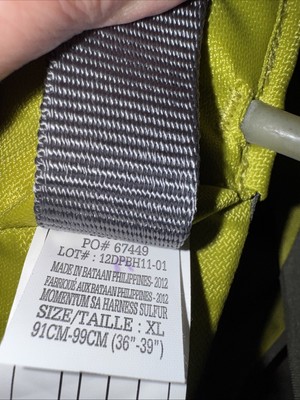 PO# 67449
LOT# : 12DPBH11-01
MADE IN BATAAN PHILIPPINES- 2012
FABRIQUE AUX BATAAN PHILIPPINES- 2012
MOMENTUM SA HARNESS SULFUR
SIZE/TAILLE : XL
91CM-99CM (36"-39")